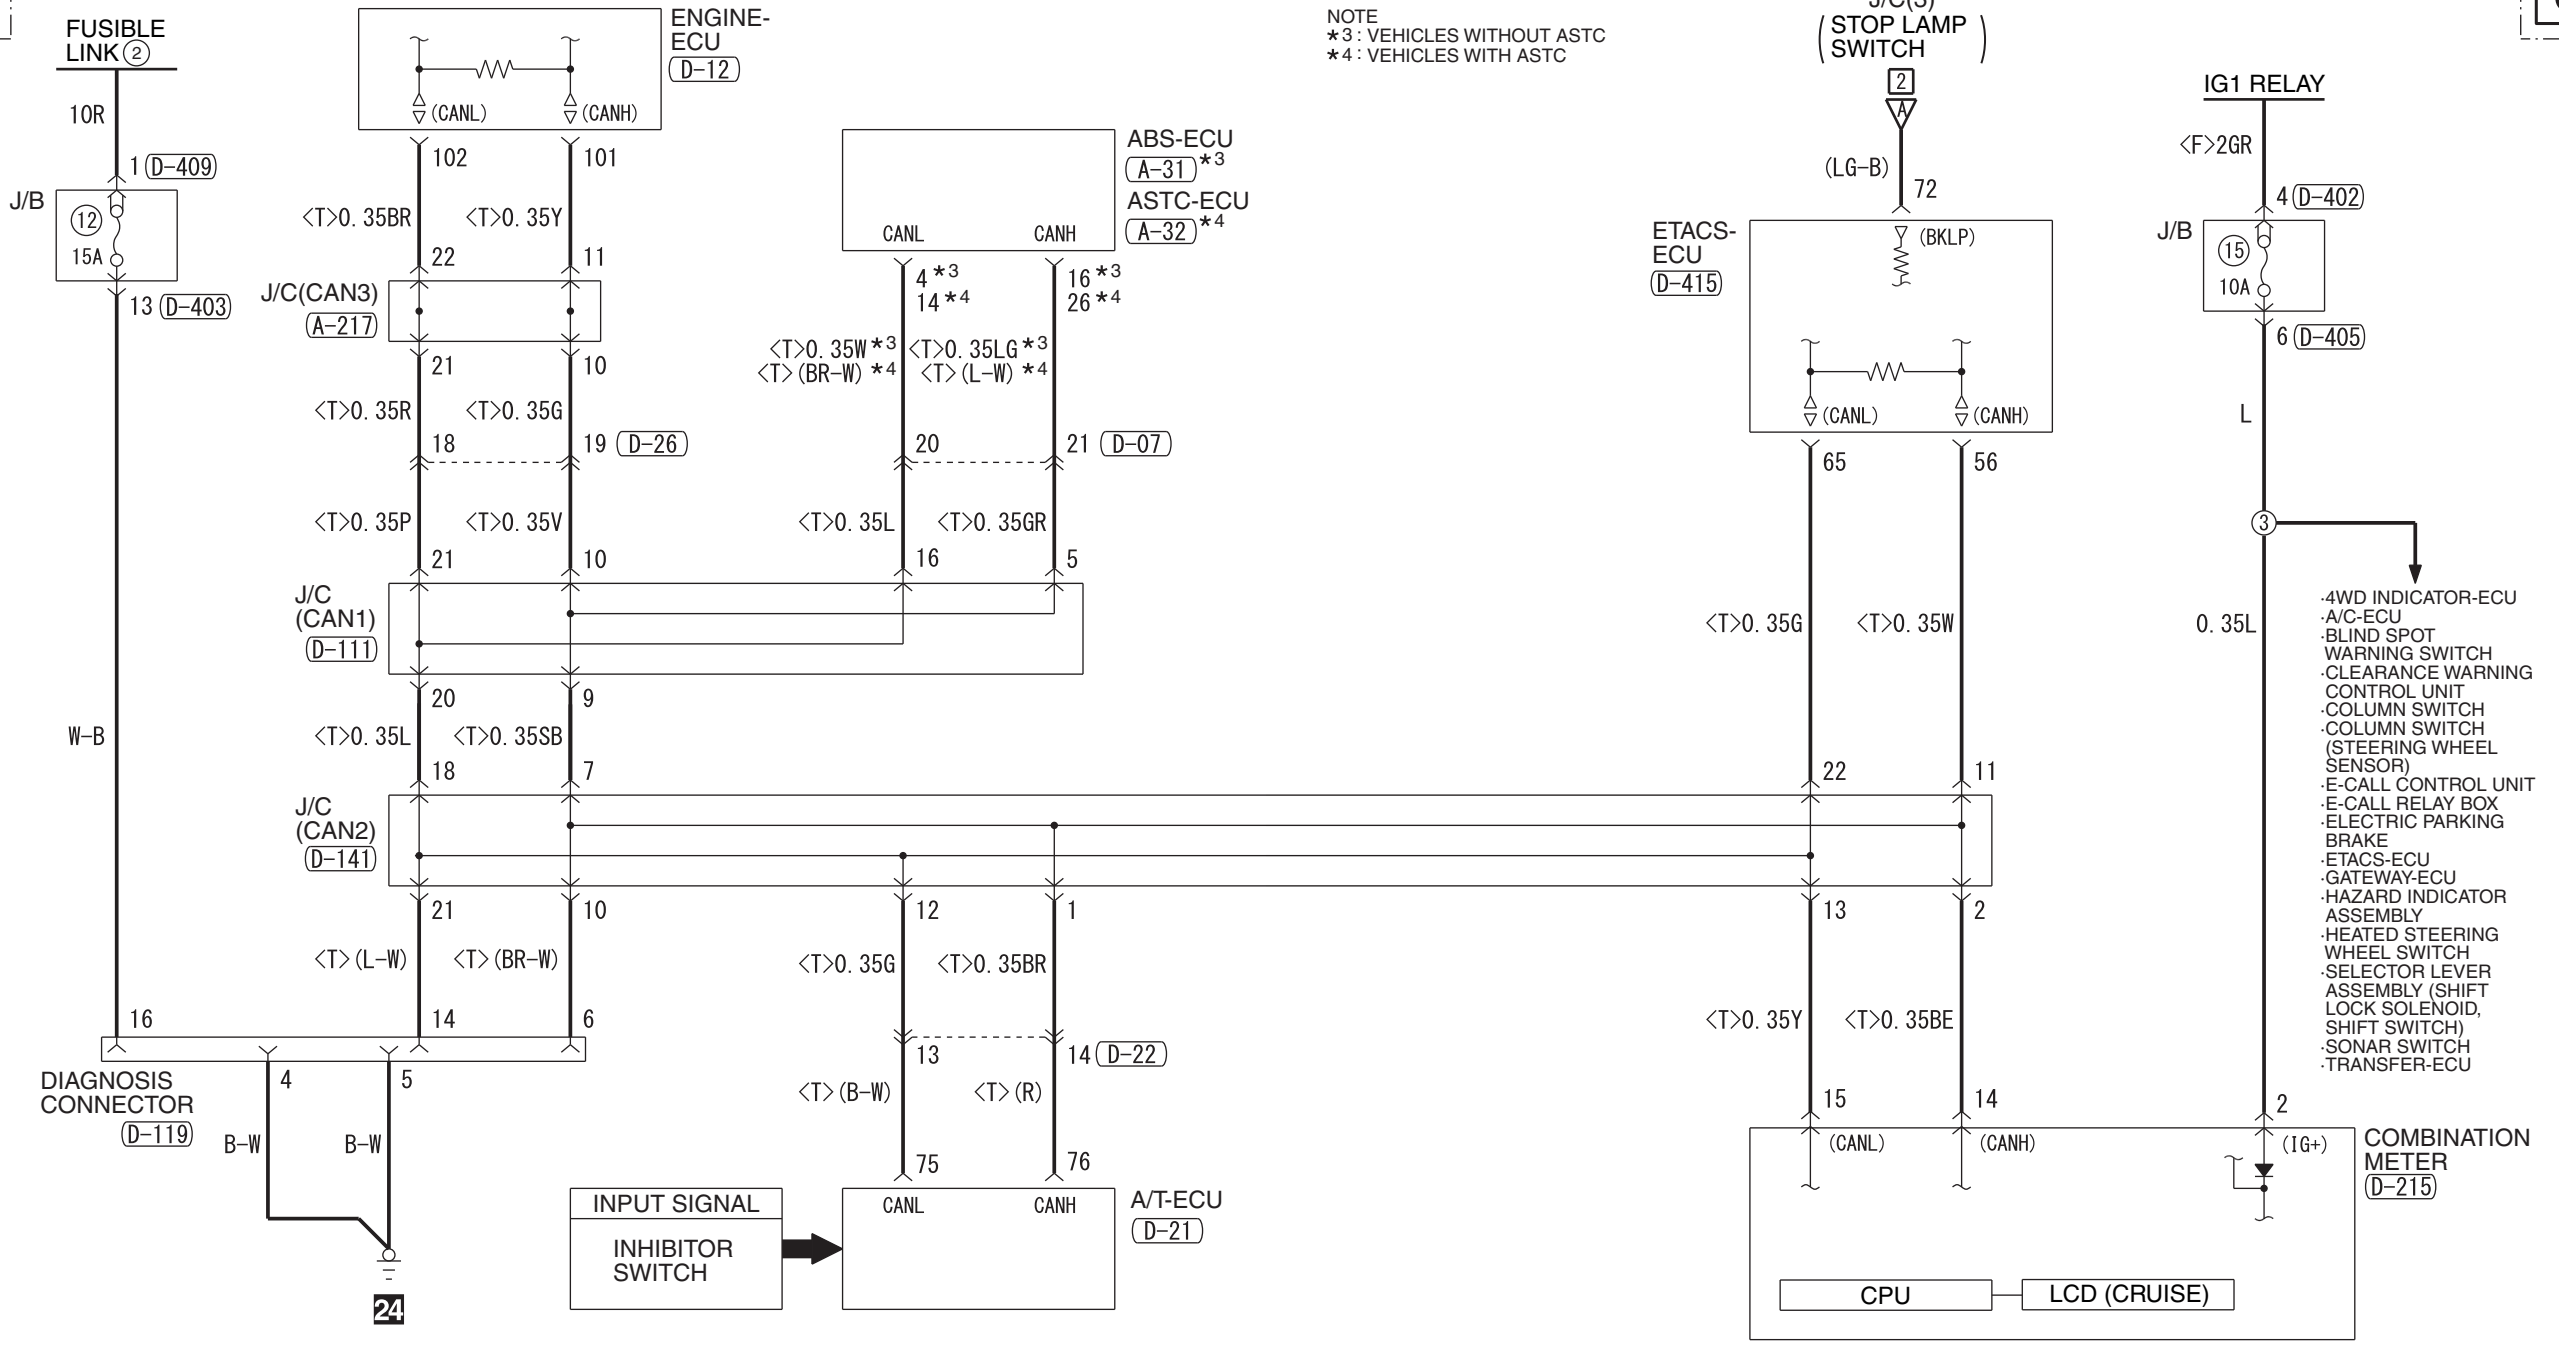 FUSIBLE
LINK ②
10R
1 D-409
J/B
12
15A
13 D-403
W-B
16
DIAGNOSIS
CONNECTOR
D-119
4
5
B-W
B-W
24
ENGINE-
ECU
D-12
(CANL)
(CANH)
102
101
<T>0.35BR
<T>0.35Y
22
11
J/C(CAN3)
A-217
21
10
<T>0.35R
<T>0.35G
18
19 D-26
<T>0.35P
<T>0.35V
21
10
J/C
(CAN1)
D-111
20
9
<T>0.35L
<T>0.35SB
18
7
J/C
(CAN2)
D-141
21
10
<T>(L-W)
<T>(BR-W)
14
6
ABS-ECU
A-31 *3
ASTC-ECU
A-32 *4
CANL
CANH
4 *3
14 *4
16 *3
26 *4
<T>0.35W *3
<T>(BR-W) *4
<T>0.35LG *3
<T>(L-W) *4
20
21 D-07
<T>0.35L
<T>0.35GR
16
5
12
1
<T>0.35G
<T>0.35BR
13
14 D-22
<T>(B-W)
<T>(R)
75
76
CANL
CANH
A/T-ECU
D-21
INPUT SIGNAL
INHIBITOR
SWITCH
NOTE
*3 : VEHICLES WITHOUT ASTC
*4 : VEHICLES WITH ASTC
J/C(3)
(STOP LAMP
SWITCH)
2
A
(LG-B)
72
ETACS-
ECU
D-415
(BKLP)
(CANL)
(CANH)
65
56
<T>0.35G
<T>0.35W
22
11
13
2
<T>0.35Y
<T>0.35BE
15
14
(CANL)
(CANH)
IG1 RELAY
<F>2GR
4 D-402
J/B
15
10A
6 D-405
L
3
0.35L
·4WD INDICATOR-ECU
·A/C-ECU
·BLIND SPOT
WARNING SWITCH
·CLEARANCE WARNING
CONTROL UNIT
·COLUMN SWITCH
·COLUMN SWITCH
(STEERING WHEEL
SENSOR)
·E-CALL CONTROL UNIT
·E-CALL RELAY BOX
·ELECTRIC PARKING
BRAKE
·ETACS-ECU
·GATEWAY-ECU
·HAZARD INDICATOR
ASSEMBLY
·HEATED STEERING
WHEEL SWITCH
·SELECTOR LEVER
ASSEMBLY (SHIFT
LOCK SOLENOID,
SHIFT SWITCH)
·SONAR SWITCH
·TRANSFER-ECU
2
(IG+)
COMBINATION
METER
D-215
CPU
LCD (CRUISE)